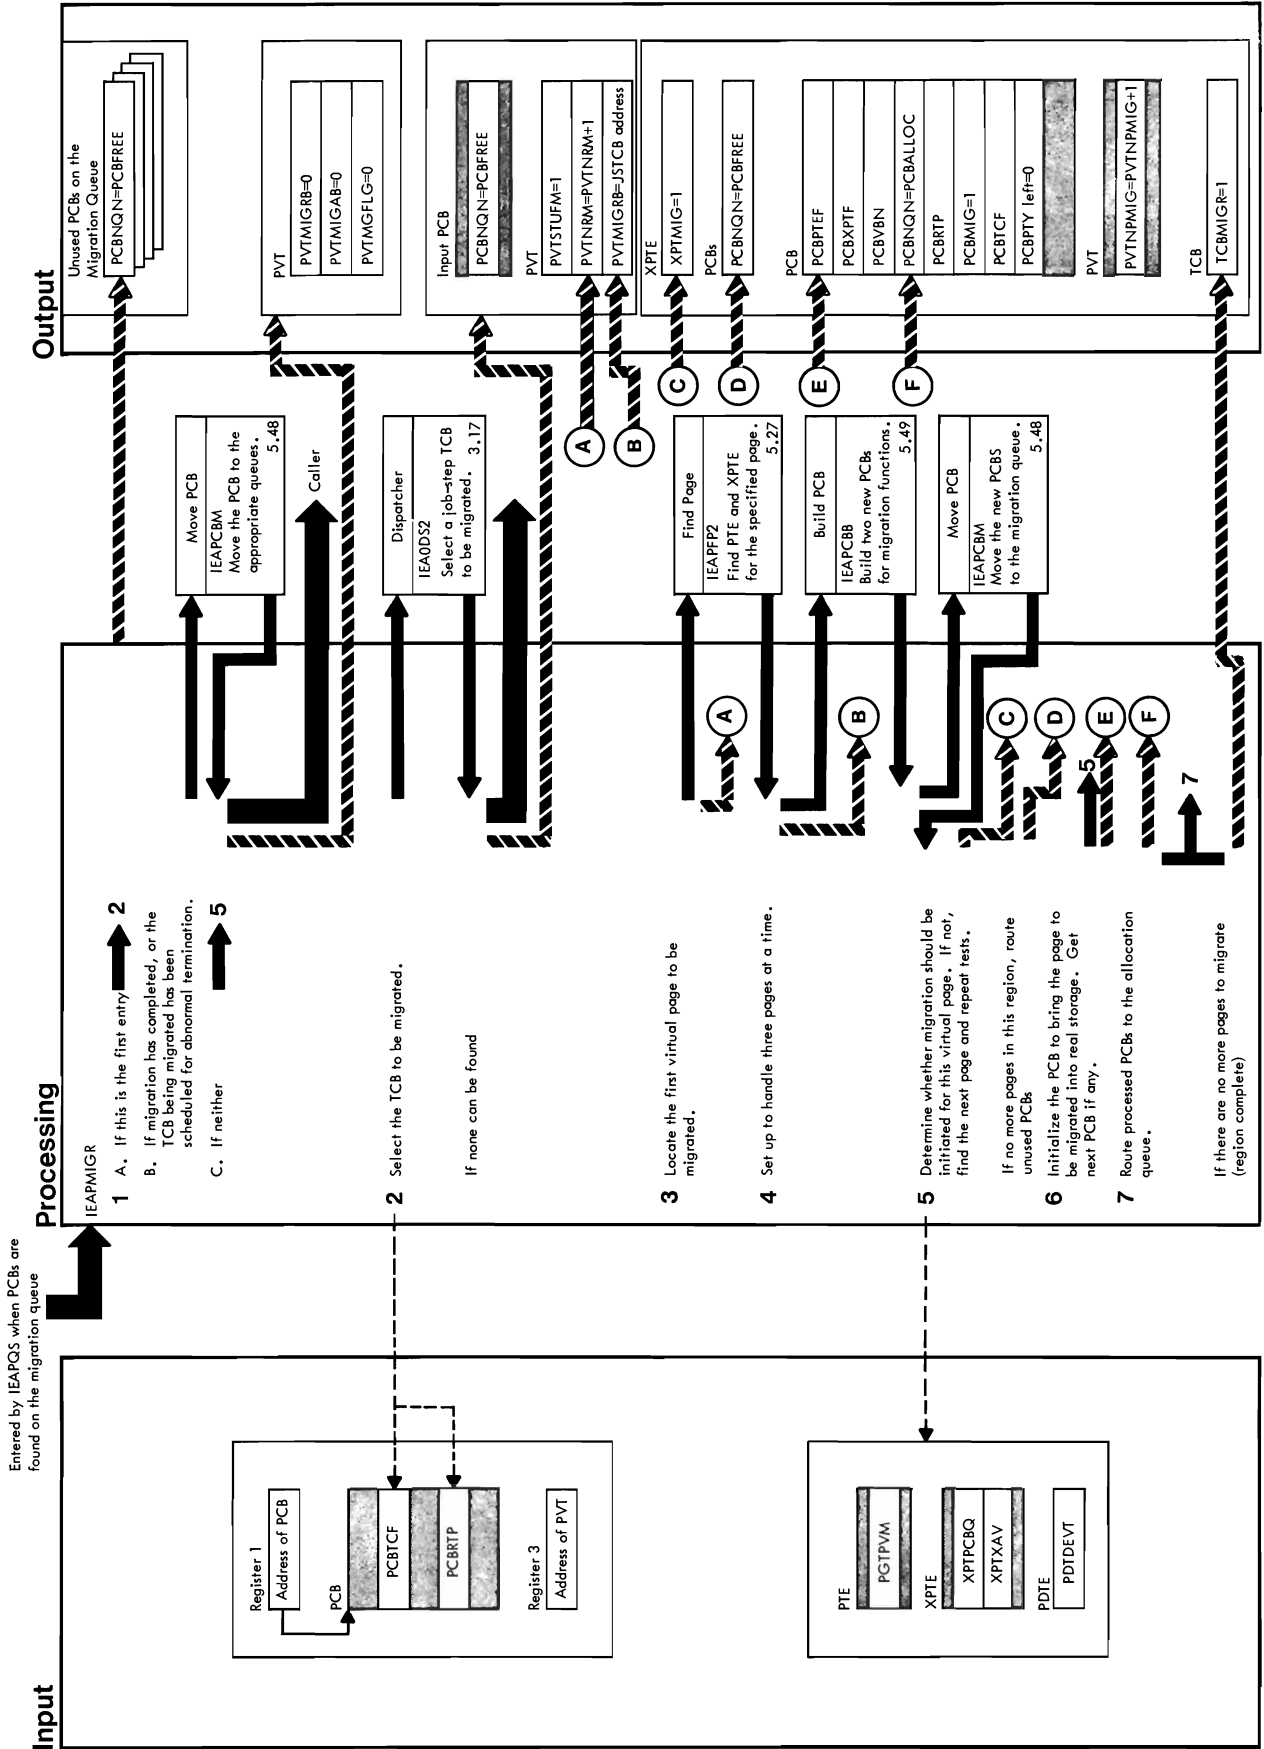 Entered by IEAPQS when PCBs are
found on the migration queue
Input
Register 1
Address of PCB
PCB
PCBTCF
PCBRTP
Register 3
Address of PVT
PTE
PGTPVM
XPTE
XPTPCBQ
XPTXAV
PDTE
PDTDEVT
Processing
IEAPMIGR
1 A. If this is the first entry 2
B. If migration has completed, or the
TCB being migrated has been
scheduled for abnormal termination.
C. If neither 5
2 Select the TCB to be migrated.
If none can be found
3 Locate the first virtual page to be
migrated.
4 Set up to handle three pages at a time.
5 Determine whether migration should be
initiated for this virtual page. If not,
find the next page and repeat tests.
If no more pages in this region, route
unused PCBs
6 Initialize the PCB to bring the page to
be migrated into real storage. Get
next PCB if any.
7 Route processed PCBs to the allocation
queue.
If there are no more pages to migrate
(region complete)
A
B
C
D
5
E
F
7
Move PCB
IEAPCBM
Move the PCB to the
appropriate queues.
5.48
Caller
Dispatcher
IEA0DS2
Select a job-step TCB
to be migrated. 3.17
A
B
Find Page
IEAPFP2
Find PTE and XPTE
for the specified page.
5.27
Build PCB
IEAPCBB
Build two new PCBs
for migration functions.
5.49
Move PCB
IEAPCBM
Move the new PCBS
to the migration queue.
5.48
C
D
E
F
Output
Unused PCBs on the
Migration Queue
PCBNQN=PCBFREE
PVT
PVTMIGRB=0
PVTMIGAB=0
PVTMGFLG=0
Input PCB
PCBNQN=PCBFREE
PVT
PVTSTUFM=1
PVTNRM=PVTNRM+1
PVTMIGRB=JSTCB address
XPTE
XPTMIG=1
PCBs
PCBNQN=PCBFREE
PCB
PCBPTEF
PCBXPTF
PCBVBN
PCBNQN=PCBALLOC
PCBRTP
PCBMIG=1
PCBTCF
PCBPTY left=0
PVT
PVTNPMIG=PVTNPMIG+1
TCB
TCBMIGR=1